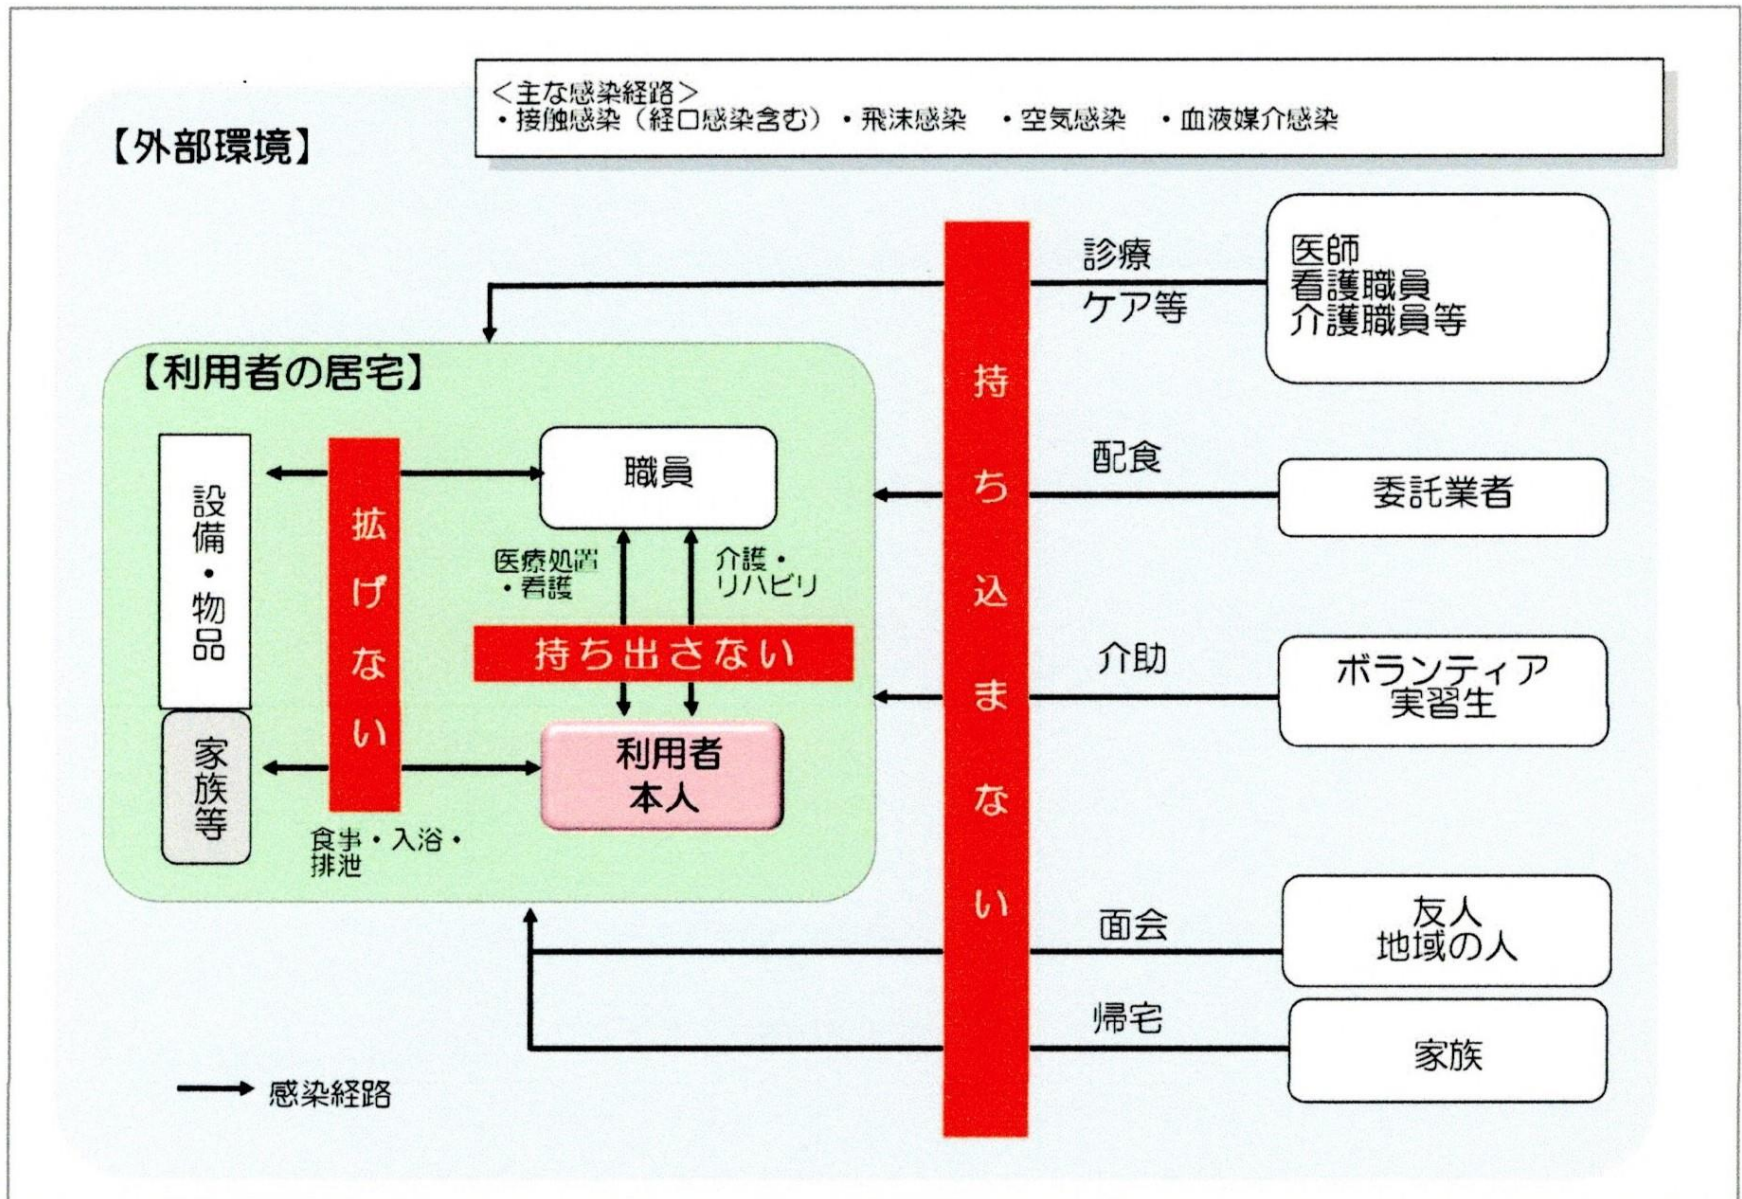 ＜主な感染経路＞
・接触感染（経口感染含む）・飛沫感染　・空気感染　・血液媒介感染
【外部環境】
診療
ケア等
医師
看護職員
介護職員等
【利用者の居宅】
設備・物品
拡げない
職員
医療処置
・看護
介護・
リハビリ
持ち出さない
利用者
本人
家族等
食事・入浴・
排泄
持ち込まない
配食
委託業者
介助
ボランティア
実習生
面会
友人
地域の人
帰宅
家族
感染経路